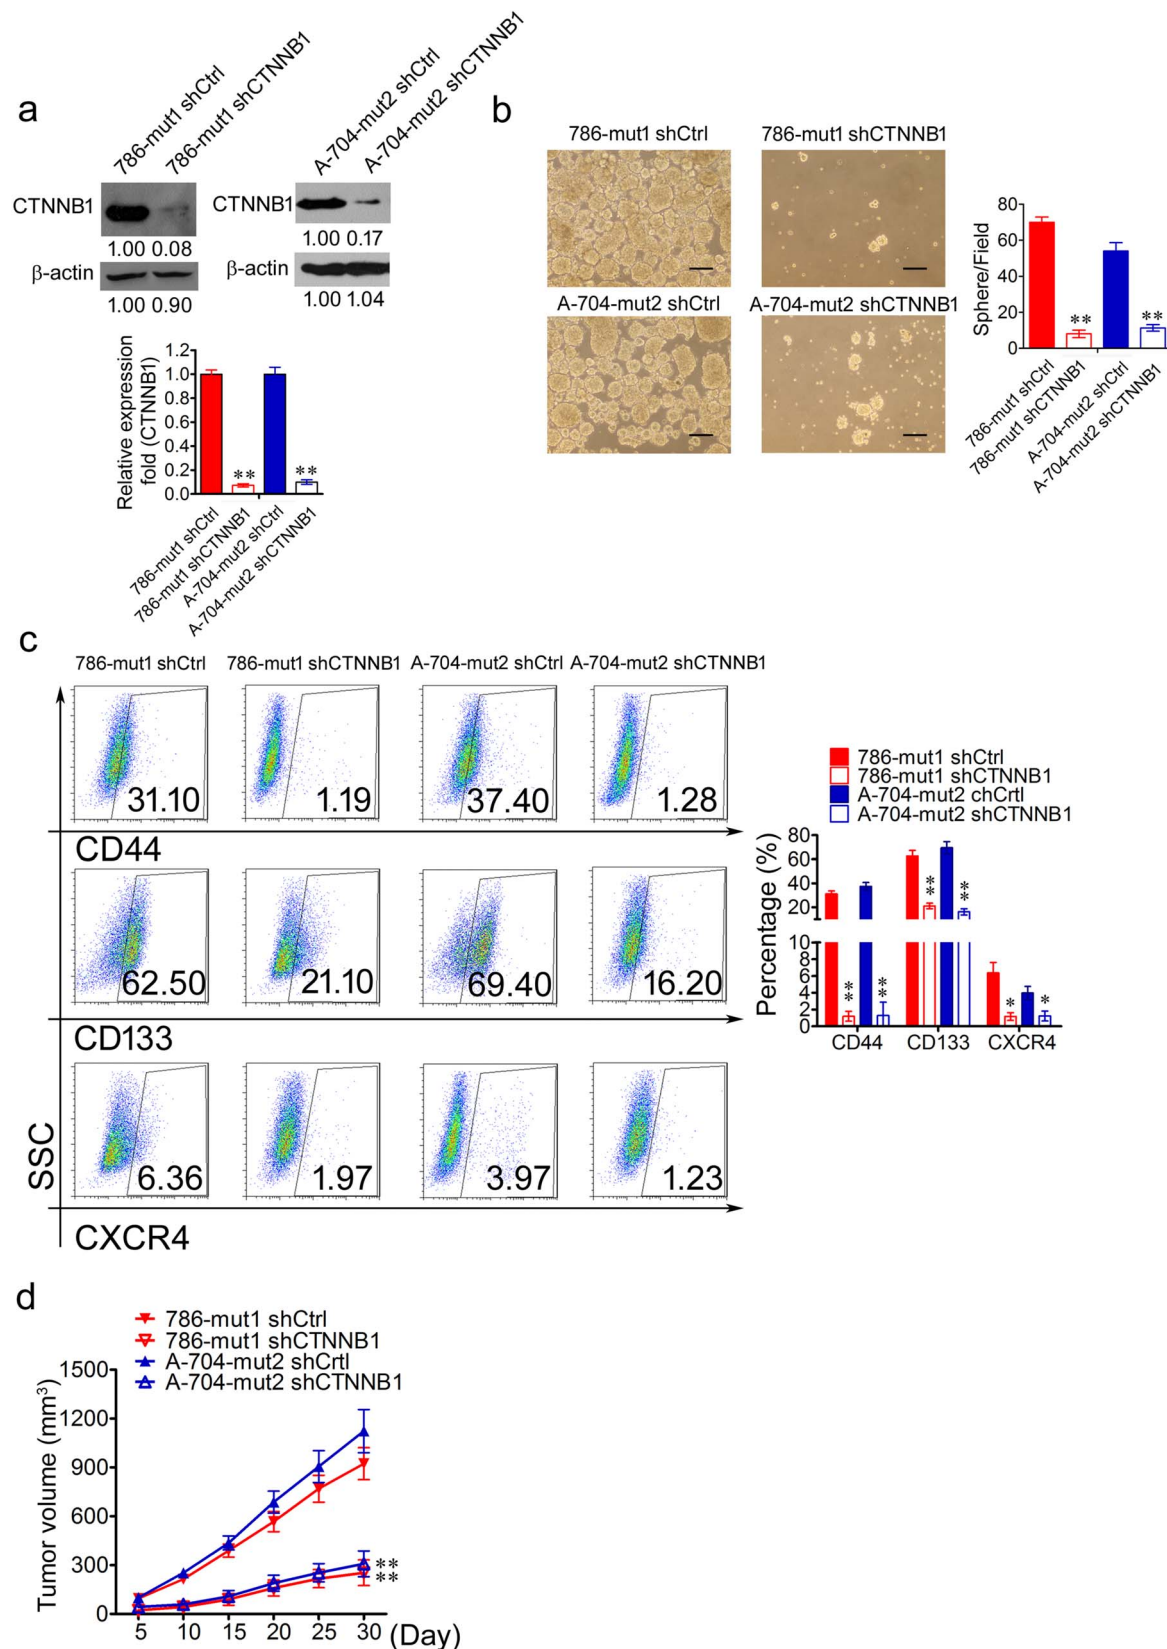 a
786-mut1 shCtrl
786-mut1 shCTNNB1
A-704-mut2 shCtrl
A-704-mut2 shCTNNB1
CTNNB1
1.00 0.08
β-actin
1.00 0.90
CTNNB1
1.00 0.17
β-actin
1.00 1.04
Relative expression
fold (CTNNB1)
1.2
1.0
0.8
0.6
0.4
0.2
0.0
**
**
786-mut1 shCtrl
786-mut1 shCTNNB1
A-704-mut2 shCtrl
A-704-mut2 shCTNNB1
b
786-mut1 shCtrl
786-mut1 shCTNNB1
A-704-mut2 shCtrl
A-704-mut2 shCTNNB1
Sphere/Field
80
60
40
20
0
**
**
786-mut1 shCtrl
786-mut1 shCTNNB1
A-704-mut2 shCtrl
A-704-mut2 shCTNNB1
c
786-mut1 shCtrl
786-mut1 shCTNNB1
A-704-mut2 shCtrl
A-704-mut2 shCTNNB1
31.10
1.19
37.40
1.28
CD44
62.50
21.10
69.40
16.20
CD133
6.36
1.97
3.97
1.23
SSC
CXCR4
786-mut1 shCtrl
786-mut1 shCTNNB1
A-704-mut2 chCrtl
A-704-mut2 shCTNNB1
Percentage (%)
80
60
40
20
10
8
6
4
2
0
**
**
**
**
*
*
CD44
CD133
CXCR4
d
786-mut1 shCtrl
786-mut1 shCTNNB1
A-704-mut2 shCrtl
A-704-mut2 shCTNNB1
Tumor volume (mm³)
1500
1200
900
600
300
0
**
**
5 10 15 20 25 30 (Day)